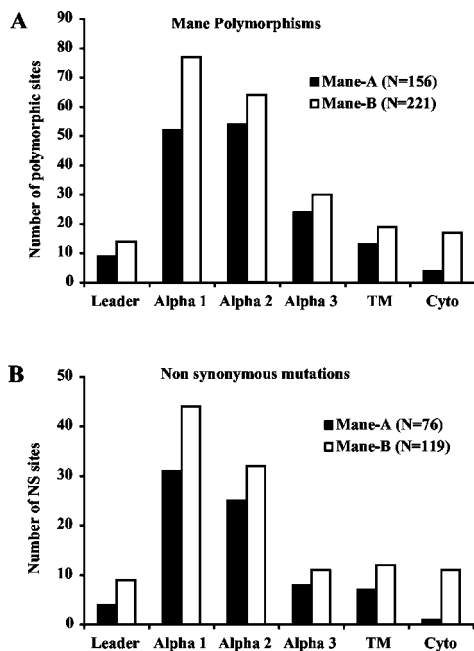 A
Mane Polymorphisms
Number of polymorphic sites
90
80
70
60
50
40
30
20
10
0
Mane-A (N=156)
Mane-B (N=221)
Leader Alpha 1 Alpha 2 Alpha 3 TM Cyto
B
Non synonymous mutations
Number of NS sites
50
40
30
20
10
0
Mane-A (N=76)
Mane-B (N=119)
Leader Alpha 1 Alpha 2 Alpha 3 TM Cyto